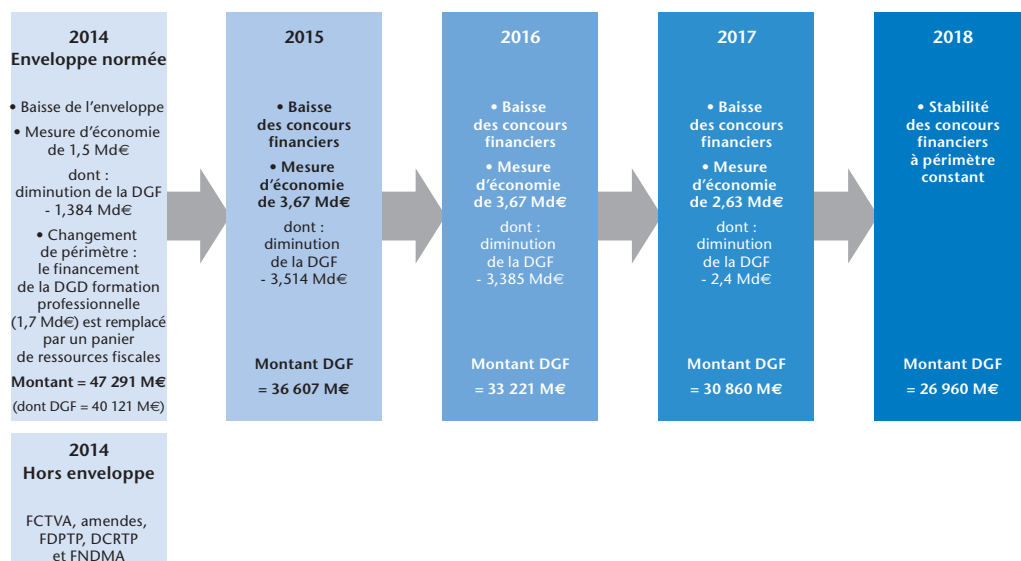 2014
Enveloppe normée
• Baisse de l'enveloppe
• Mesure d'économie
de 1,5 Md€
dont :
diminution de la DGF
- 1,384 Md€
• Changement
de périmètre :
le financement
de la DGD formation
professionnelle
(1,7 Md€) est remplacé
par un panier
de ressources fiscales
Montant = 47 291 M€
(dont DGF = 40 121 M€)
2015
• Baisse
des concours
financiers
• Mesure
d'économie
de 3,67 Md€
dont :
diminution
de la DGF
- 3,514 Md€
Montant DGF
= 36 607 M€
2016
• Baisse
des concours
financiers
• Mesure
d'économie
de 3,67 Md€
dont :
diminution
de la DGF
- 3,385 Md€
Montant DGF
= 33 221 M€
2017
• Baisse
des concours
financiers
• Mesure
d'économie
de 2,63 Md€
dont :
diminution
de la DGF
- 2,4 Md€
Montant DGF
= 30 860 M€
2018
• Stabilité
des concours
financiers
à périmètre
constant
Montant DGF
= 26 960 M€
2014
Hors enveloppe
FCTVA, amendes,
FDPTP, DCRTP
et FNDMA